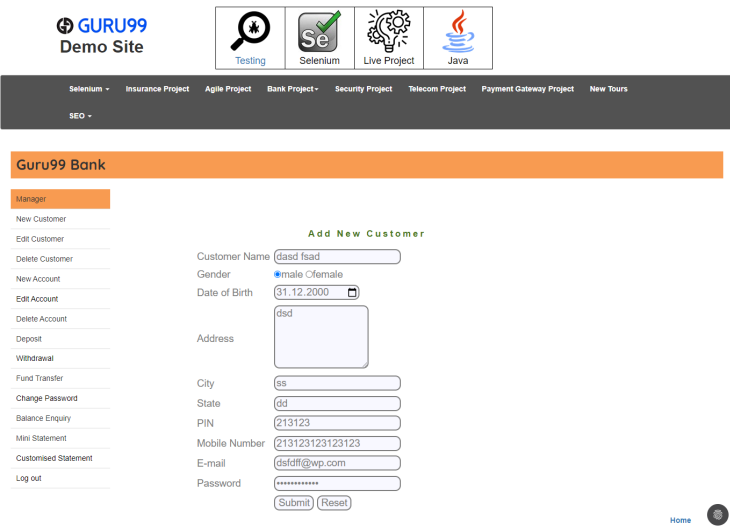 GURU99
Demo Site
Se
Testing Selenium Live Project Java
Selenium Insurance Project Agile Project Bank Project Security Project Telecom Project Payment Gateway Project New Tours
SEO
Guru99 Bank
Manager
New Customer
Edit Customer
Delete Customer
New Account
Edit Account
Delete Account
Deposit
Withdrawal
Fund Transfer
Change Password
Balance Enquiry
Mini Statement
Customised Statement
Log out
Add New Customer
Customer Name dasd fsad
Gender male female
Date of Birth 31.12.2000
Address dsd
City ss
State dd
PIN 213123
Mobile Number 213123123123123
E-mail dsfdff@wp.com
Password ••••••••••••
Submit Reset
Home